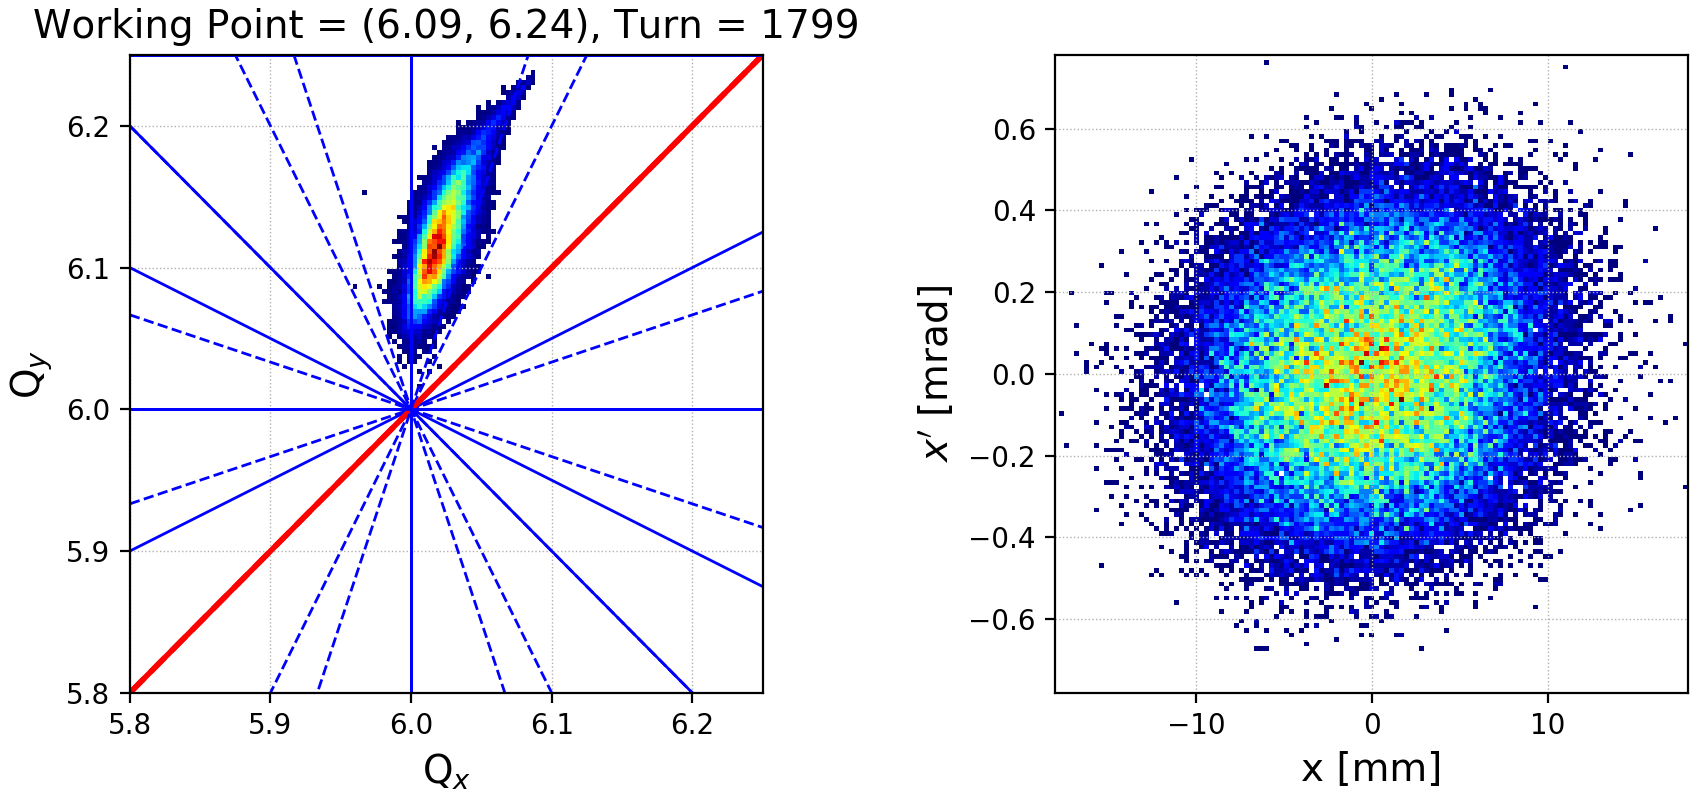 Working Point = (6.09, 6.24), Turn = 1799
6.2
6.1
6.0
5.9
5.8
Q_y
5.8 5.9 6.0 6.1 6.2
Q_x
0.6
0.4
0.2
0.0
−0.2
−0.4
−0.6
x′ [mrad]
−10 0 10
x [mm]